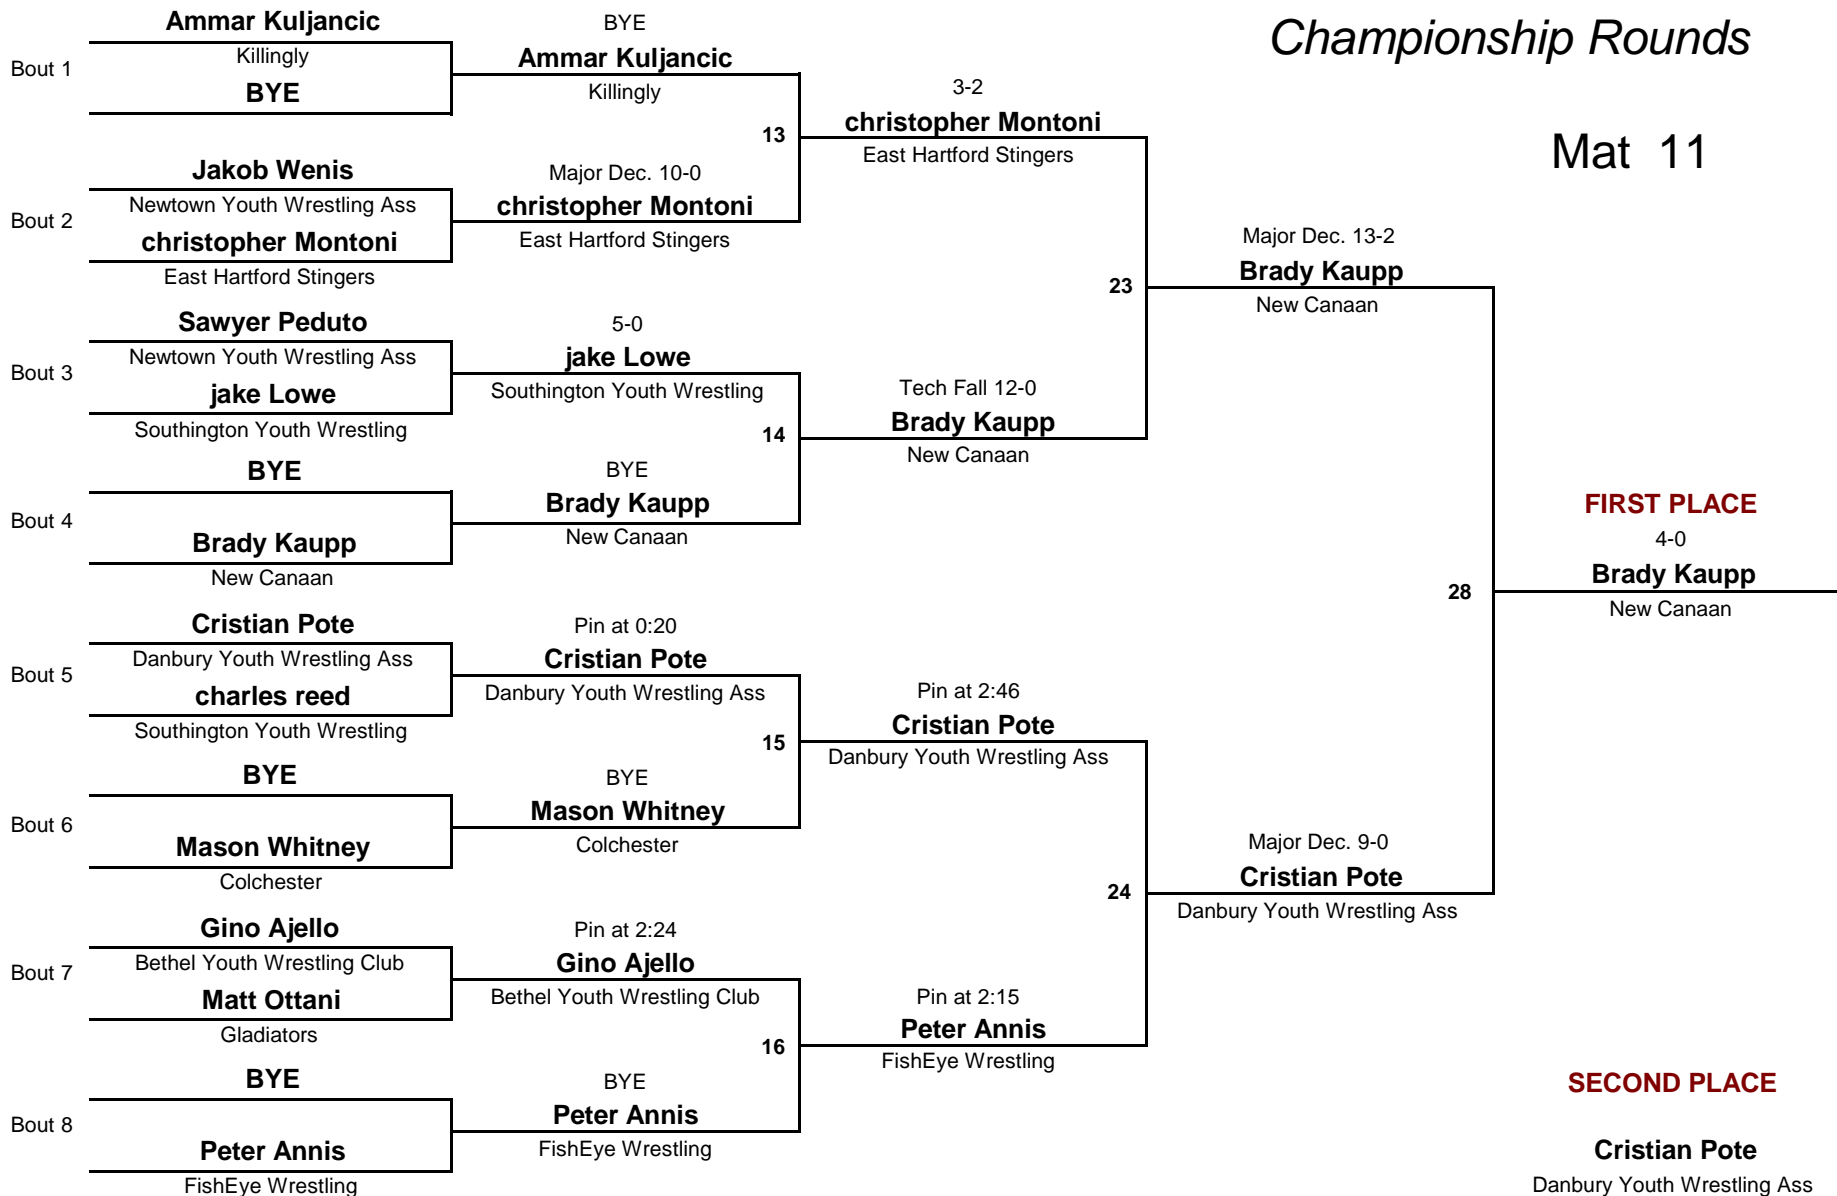 Championship Rounds
Mat 11
Bout 1
Ammar Kuljancic
Killingly
BYE
Bout 2
Jakob Wenis
Newtown Youth Wrestling Ass
christopher Montoni
East Hartford Stingers
Bout 3
Sawyer Peduto
Newtown Youth Wrestling Ass
jake Lowe
Southington Youth Wrestling
Bout 4
BYE
Brady Kaupp
New Canaan
Bout 5
Cristian Pote
Danbury Youth Wrestling Ass
charles reed
Southington Youth Wrestling
Bout 6
BYE
Mason Whitney
Colchester
Bout 7
Gino Ajello
Bethel Youth Wrestling Club
Matt Ottani
Gladiators
Bout 8
BYE
Peter Annis
FishEye Wrestling
BYE
Ammar Kuljancic
Killingly
13
Major Dec. 10-0
christopher Montoni
East Hartford Stingers
5-0
jake Lowe
Southington Youth Wrestling
14
BYE
Brady Kaupp
New Canaan
Pin at 0:20
Cristian Pote
Danbury Youth Wrestling Ass
15
BYE
Mason Whitney
Colchester
Pin at 2:24
Gino Ajello
Bethel Youth Wrestling Club
16
BYE
Peter Annis
FishEye Wrestling
3-2
christopher Montoni
East Hartford Stingers
23
Tech Fall 12-0
Brady Kaupp
New Canaan
Pin at 2:46
Cristian Pote
Danbury Youth Wrestling Ass
24
Pin at 2:15
Peter Annis
FishEye Wrestling
Major Dec. 13-2
Brady Kaupp
New Canaan
28
Major Dec. 9-0
Cristian Pote
Danbury Youth Wrestling Ass
FIRST PLACE
4-0
Brady Kaupp
New Canaan
SECOND PLACE
Cristian Pote
Danbury Youth Wrestling Ass